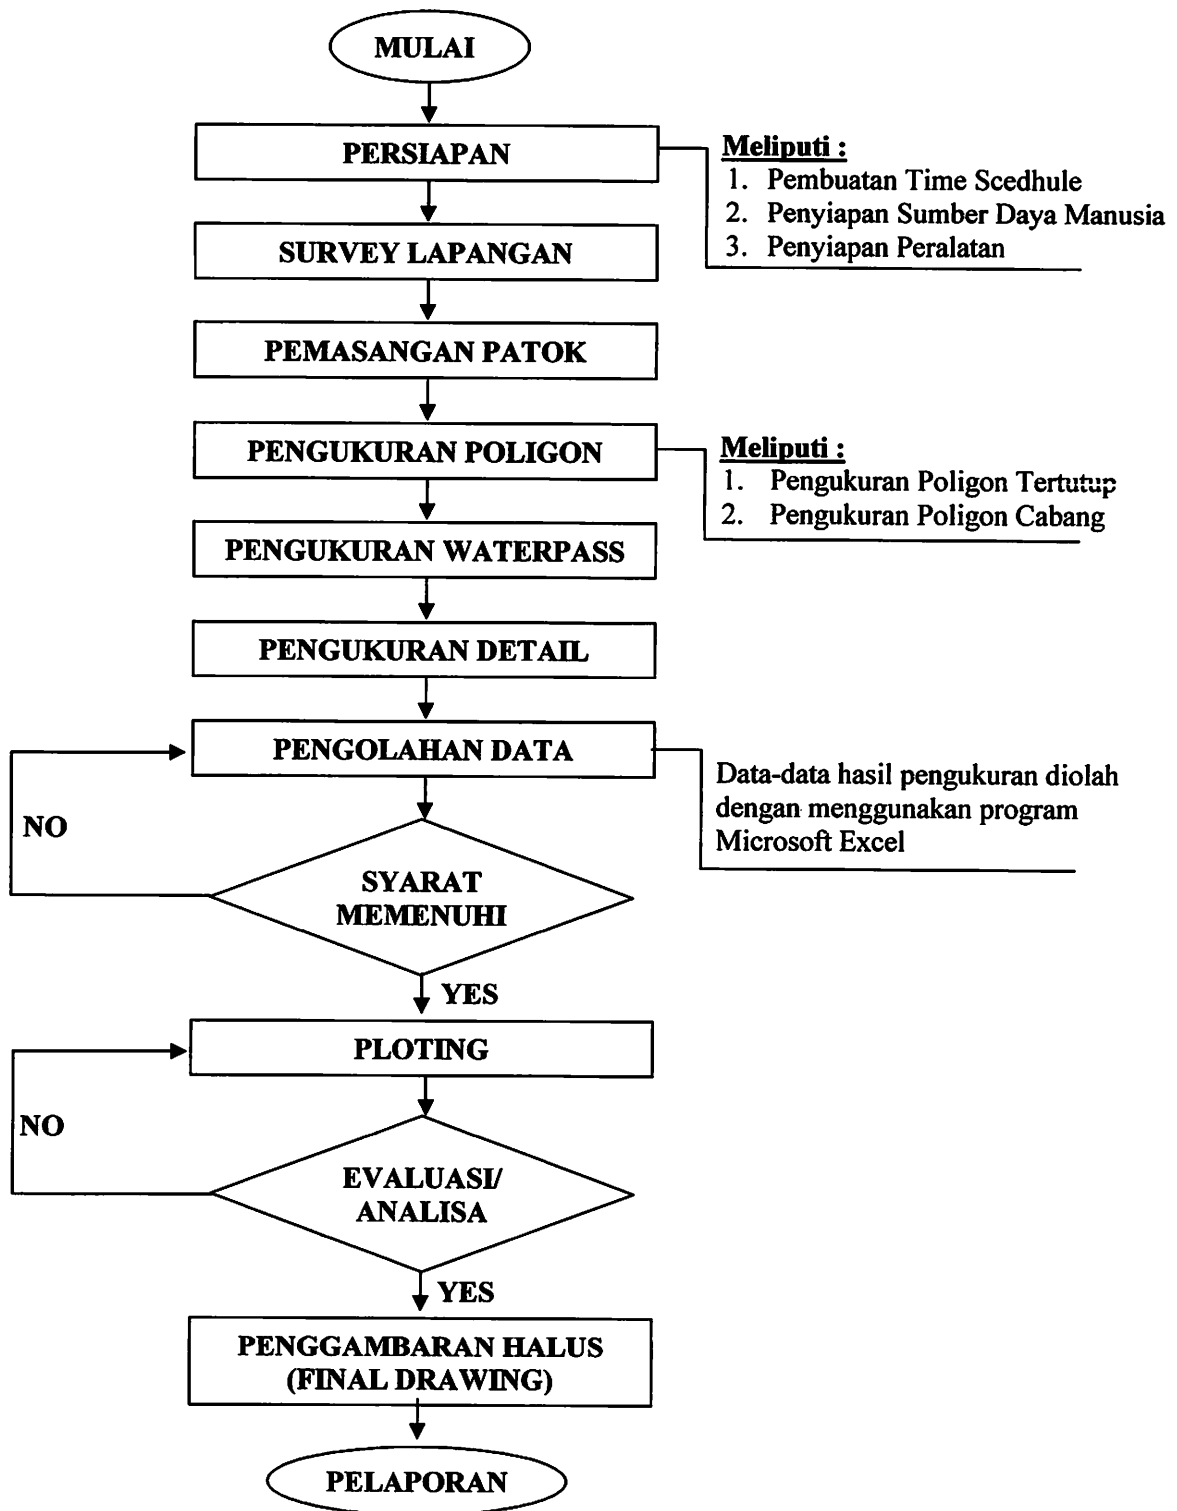 MULAI
PERSIAPAN
Meliputi :
1. Pembuatan Time Scedhule
2. Penyiapan Sumber Daya Manusia
3. Penyiapan Peralatan
SURVEY LAPANGAN
PEMASANGAN PATOK
PENGUKURAN POLIGON
Meliputi :
1. Pengukuran Poligon Tertutup
2. Pengukuran Poligon Cabang
PENGUKURAN WATERPASS
PENGUKURAN DETAIL
PENGOLAHAN DATA
Data-data hasil pengukuran diolah
dengan menggunakan program
Microsoft Excel
NO
SYARAT
MEMENUHI
YES
PLOTING
NO
EVALUASI/
ANALISA
YES
PENGGAMBARAN HALUS
(FINAL DRAWING)
PELAPORAN